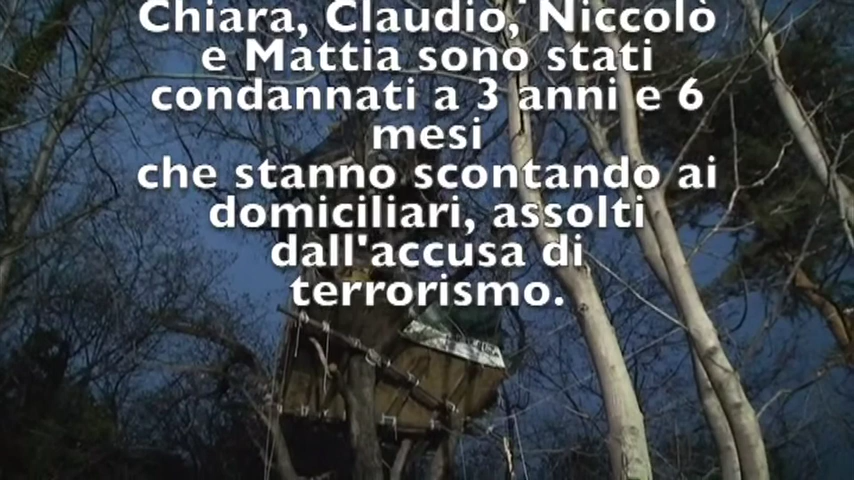 Chiara, Claudio, Niccolò
e Mattia sono stati
condannati a 3 anni e 6
mesi
che stanno scontando ai
domiciliari, assolti
dall'accusa di
terrorismo.